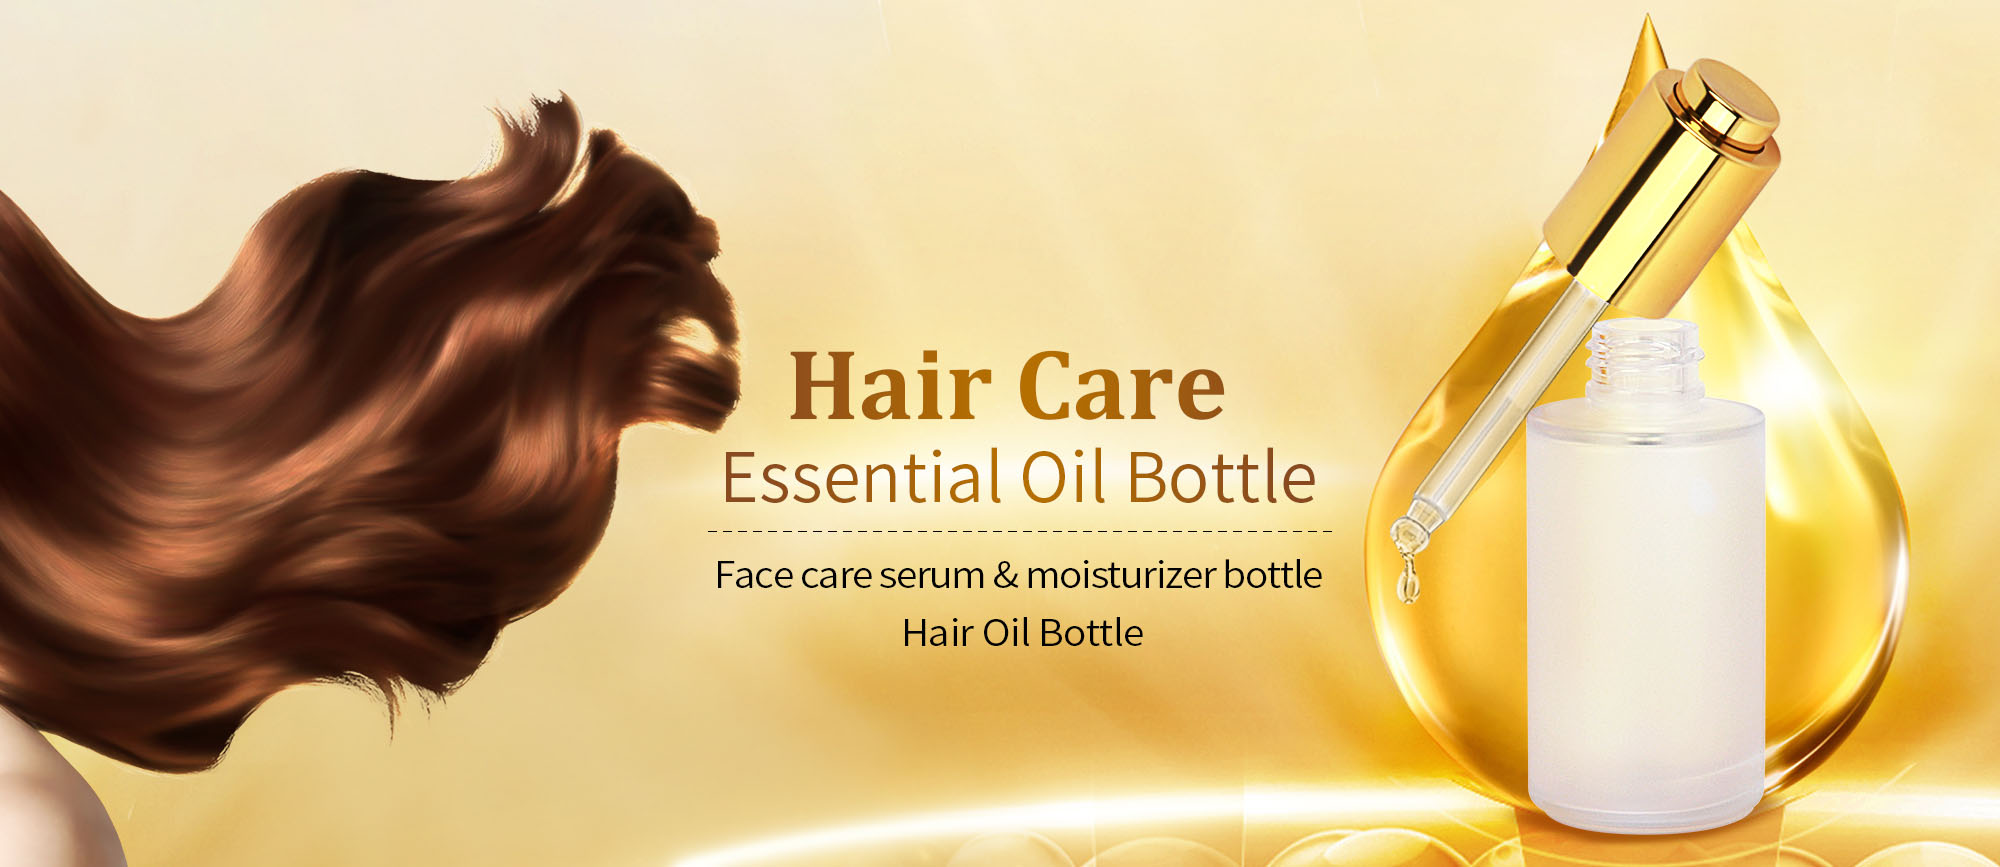 Hair Care
Essential Oil Bottle
Face care serum & moisturizer bottle
Hair Oil Bottle